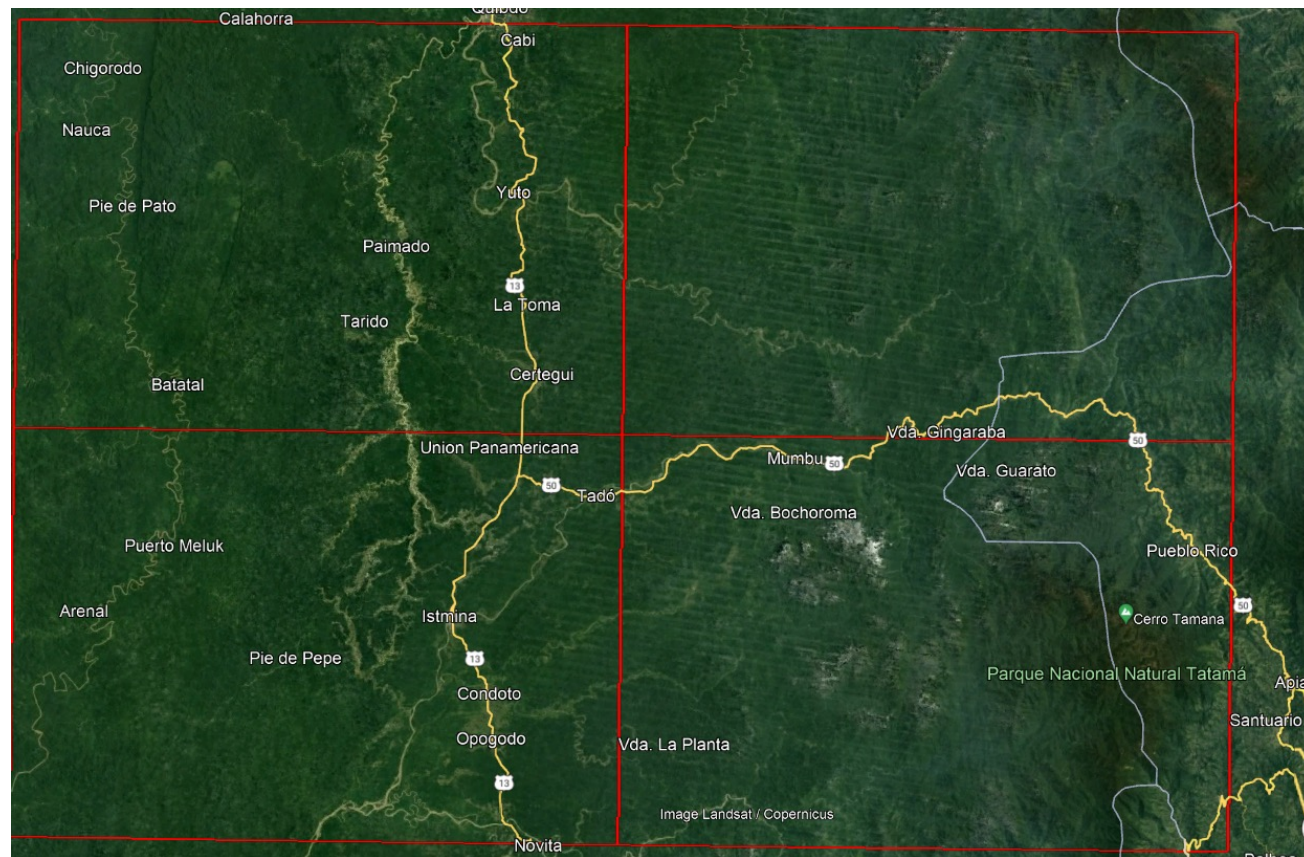 Quibdo
Calahorra
Cabi
Chigorodo
Nauca
Yuto
Pie de Pato
Paimado
13
La Toma
Tarido
Certegui
Batatal
Vda. Gingaraba
50
Union Panamericana
Mumbu
50
Vda. Guarato
50
Tadó
Vda. Bochoroma
Puerto Meluk
Pueblo Rico
50
Arenal
Istmina
Cerro Tamana
Pie de Pepe
13
Parque Nacional Natural Tatamá
Condoto
Apia
Santuario
Opogodo
Vda. La Planta
13
Image Landsat / Copernicus
Novita